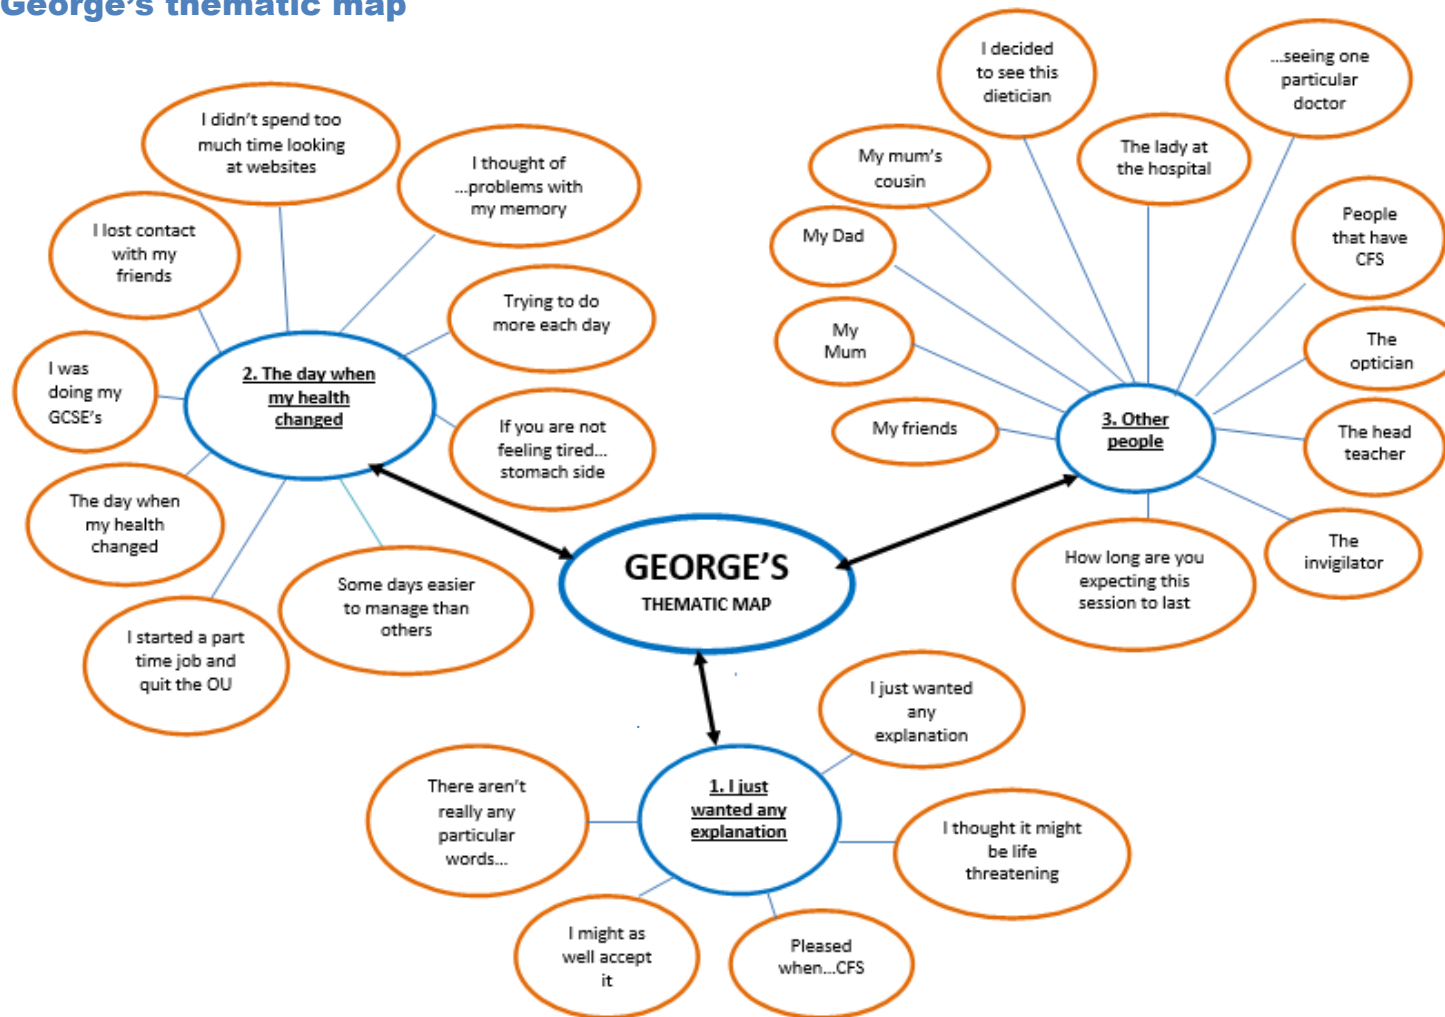 George's thematic map
I didn't spend too
much time looking
at websites
I thought of
...problems with
my memory
I lost contact
with my
friends
Trying to do
more each day
I was
doing my
GCSE's
2. The day when
my health
changed
If you are not
feeling tired...
stomach side
The day when
my health
changed
Some days easier
to manage than
others
I started a part
time job and
quit the OU
I decided
to see this
dietician
...seeing one
particular
doctor
My mum's
cousin
The lady at
the hospital
My Dad
People
that have
CFS
My
Mum
The
optician
My friends
3. Other
people
The head
teacher
How long are you
expecting this
session to last
The
invigilator
GEORGE'S
THEMATIC MAP
I just wanted
any
explanation
There aren't
really any
particular
words...
1. I just
wanted any
explanation
I thought it might
be life
threatening
I might as
well accept
it
Pleased
when...CFS